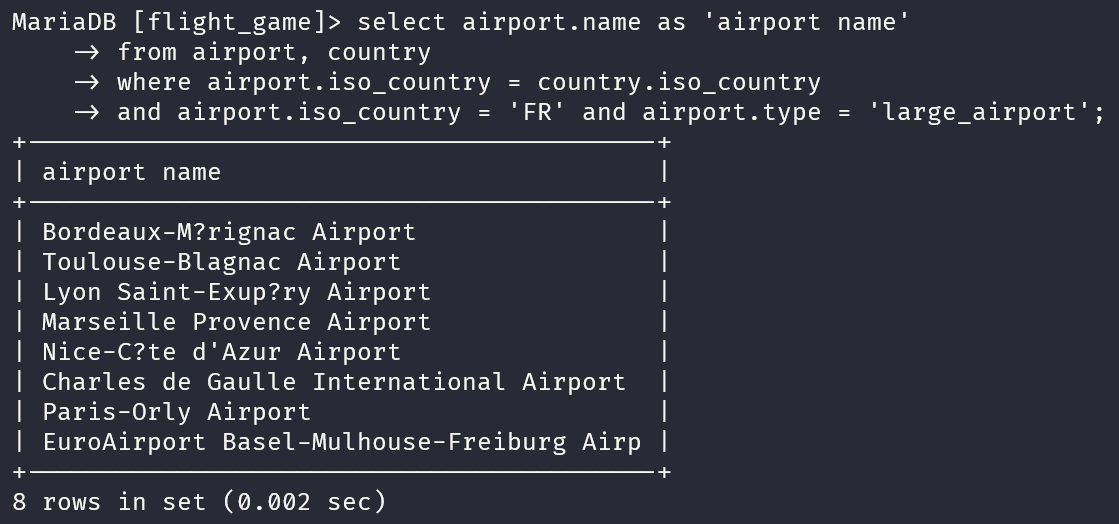 MariaDB [flight_game]> select airport.name as 'airport name'
    -> from airport, country
    -> where airport.iso_country = country.iso_country
    -> and airport.iso_country = 'FR' and airport.type = 'large_airport';
+-----------------------------------------+
| airport name                            |
+-----------------------------------------+
| Bordeaux-M?rignac Airport               |
| Toulouse-Blagnac Airport                |
| Lyon Saint-Exup?ry Airport              |
| Marseille Provence Airport              |
| Nice-C?te d'Azur Airport                |
| Charles de Gaulle International Airport |
| Paris-Orly Airport                      |
| EuroAirport Basel-Mulhouse-Freiburg Airp |
+-----------------------------------------+
8 rows in set (0.002 sec)